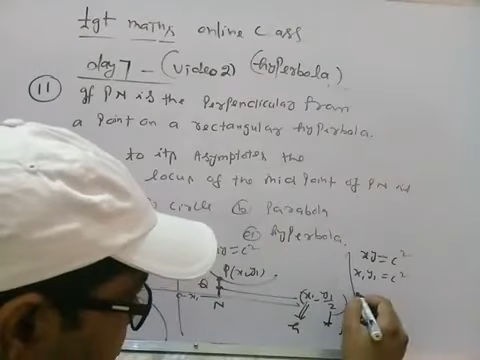 tgt maths online class
day 7 - (video 2) (hyperbola)
(11) If PN is the perpendicular from
a point on a rectangular hyperbola.
to its Asymptotes the
locus of the mid point of PN is
circle (b) parabola
hyperbola.
= c²
P(x₁y₁)
Q
x₁
N
(x₁, y₁/2)
h
xy = c²
x₁y₁ = c²